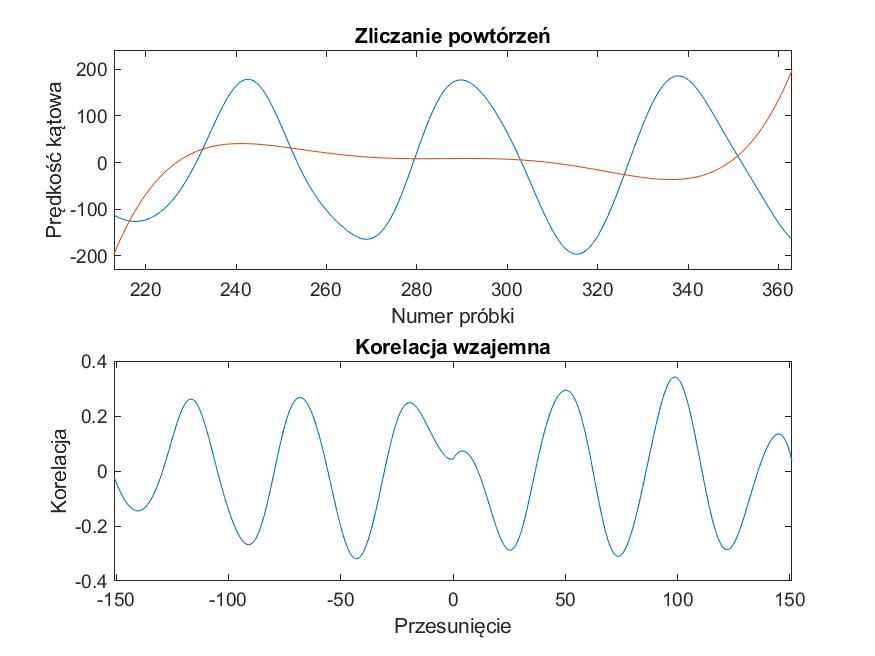 Zliczanie powtórzeń
200
100
0
-100
-200
Prędkość kątowa
220 240 260 280 300 320 340 360
Numer próbki
Korelacja wzajemna
0.4
0.2
0
-0.2
-0.4
Korelacja
-150 -100 -50 0 50 100 150
Przesunięcie